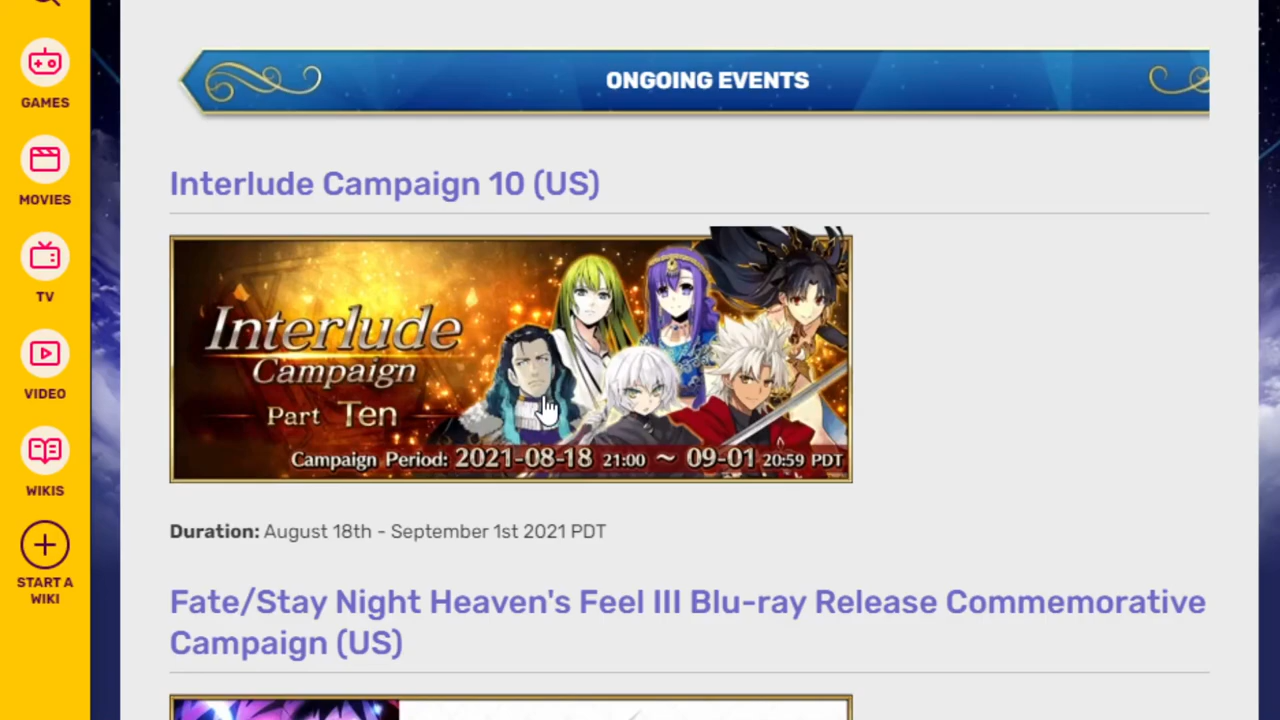 GAMES
MOVIES
TV
VIDEO
WIKIS
START A
WIKI
ONGOING EVENTS
Interlude Campaign 10 (US)
Interlude
Campaign
Part Ten
Campaign Period: 2021-08-18 21:00 ~ 09-01 20:59 PDT
Duration: August 18th - September 1st 2021 PDT
Fate/Stay Night Heaven's Feel III Blu-ray Release Commemorative
Campaign (US)